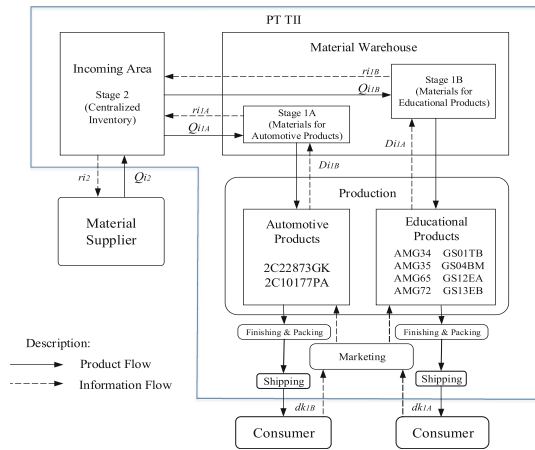 PT TII
Material Warehouse
Incoming Area
Stage 2
(Centralized
Inventory)
ri1B
Qi1B
Stage 1B
(Materials for
Educational Products)
ri1A
Qi1A
Stage 1A
(Materials for
Automotive Products)
Di1B
Di1A
ri2
Qi2
Material
Supplier
Production
Automotive
Products
2C22873GK
2C10177PA
Educational
Products
AMG34 GS01TB
AMG35 GS04BM
AMG65 GS12EA
AMG72 GS13EB
Finishing & Packing
Finishing & Packing
Marketing
Shipping
Shipping
Description:
Product Flow
Information Flow
dk1B
dk1A
Consumer
Consumer